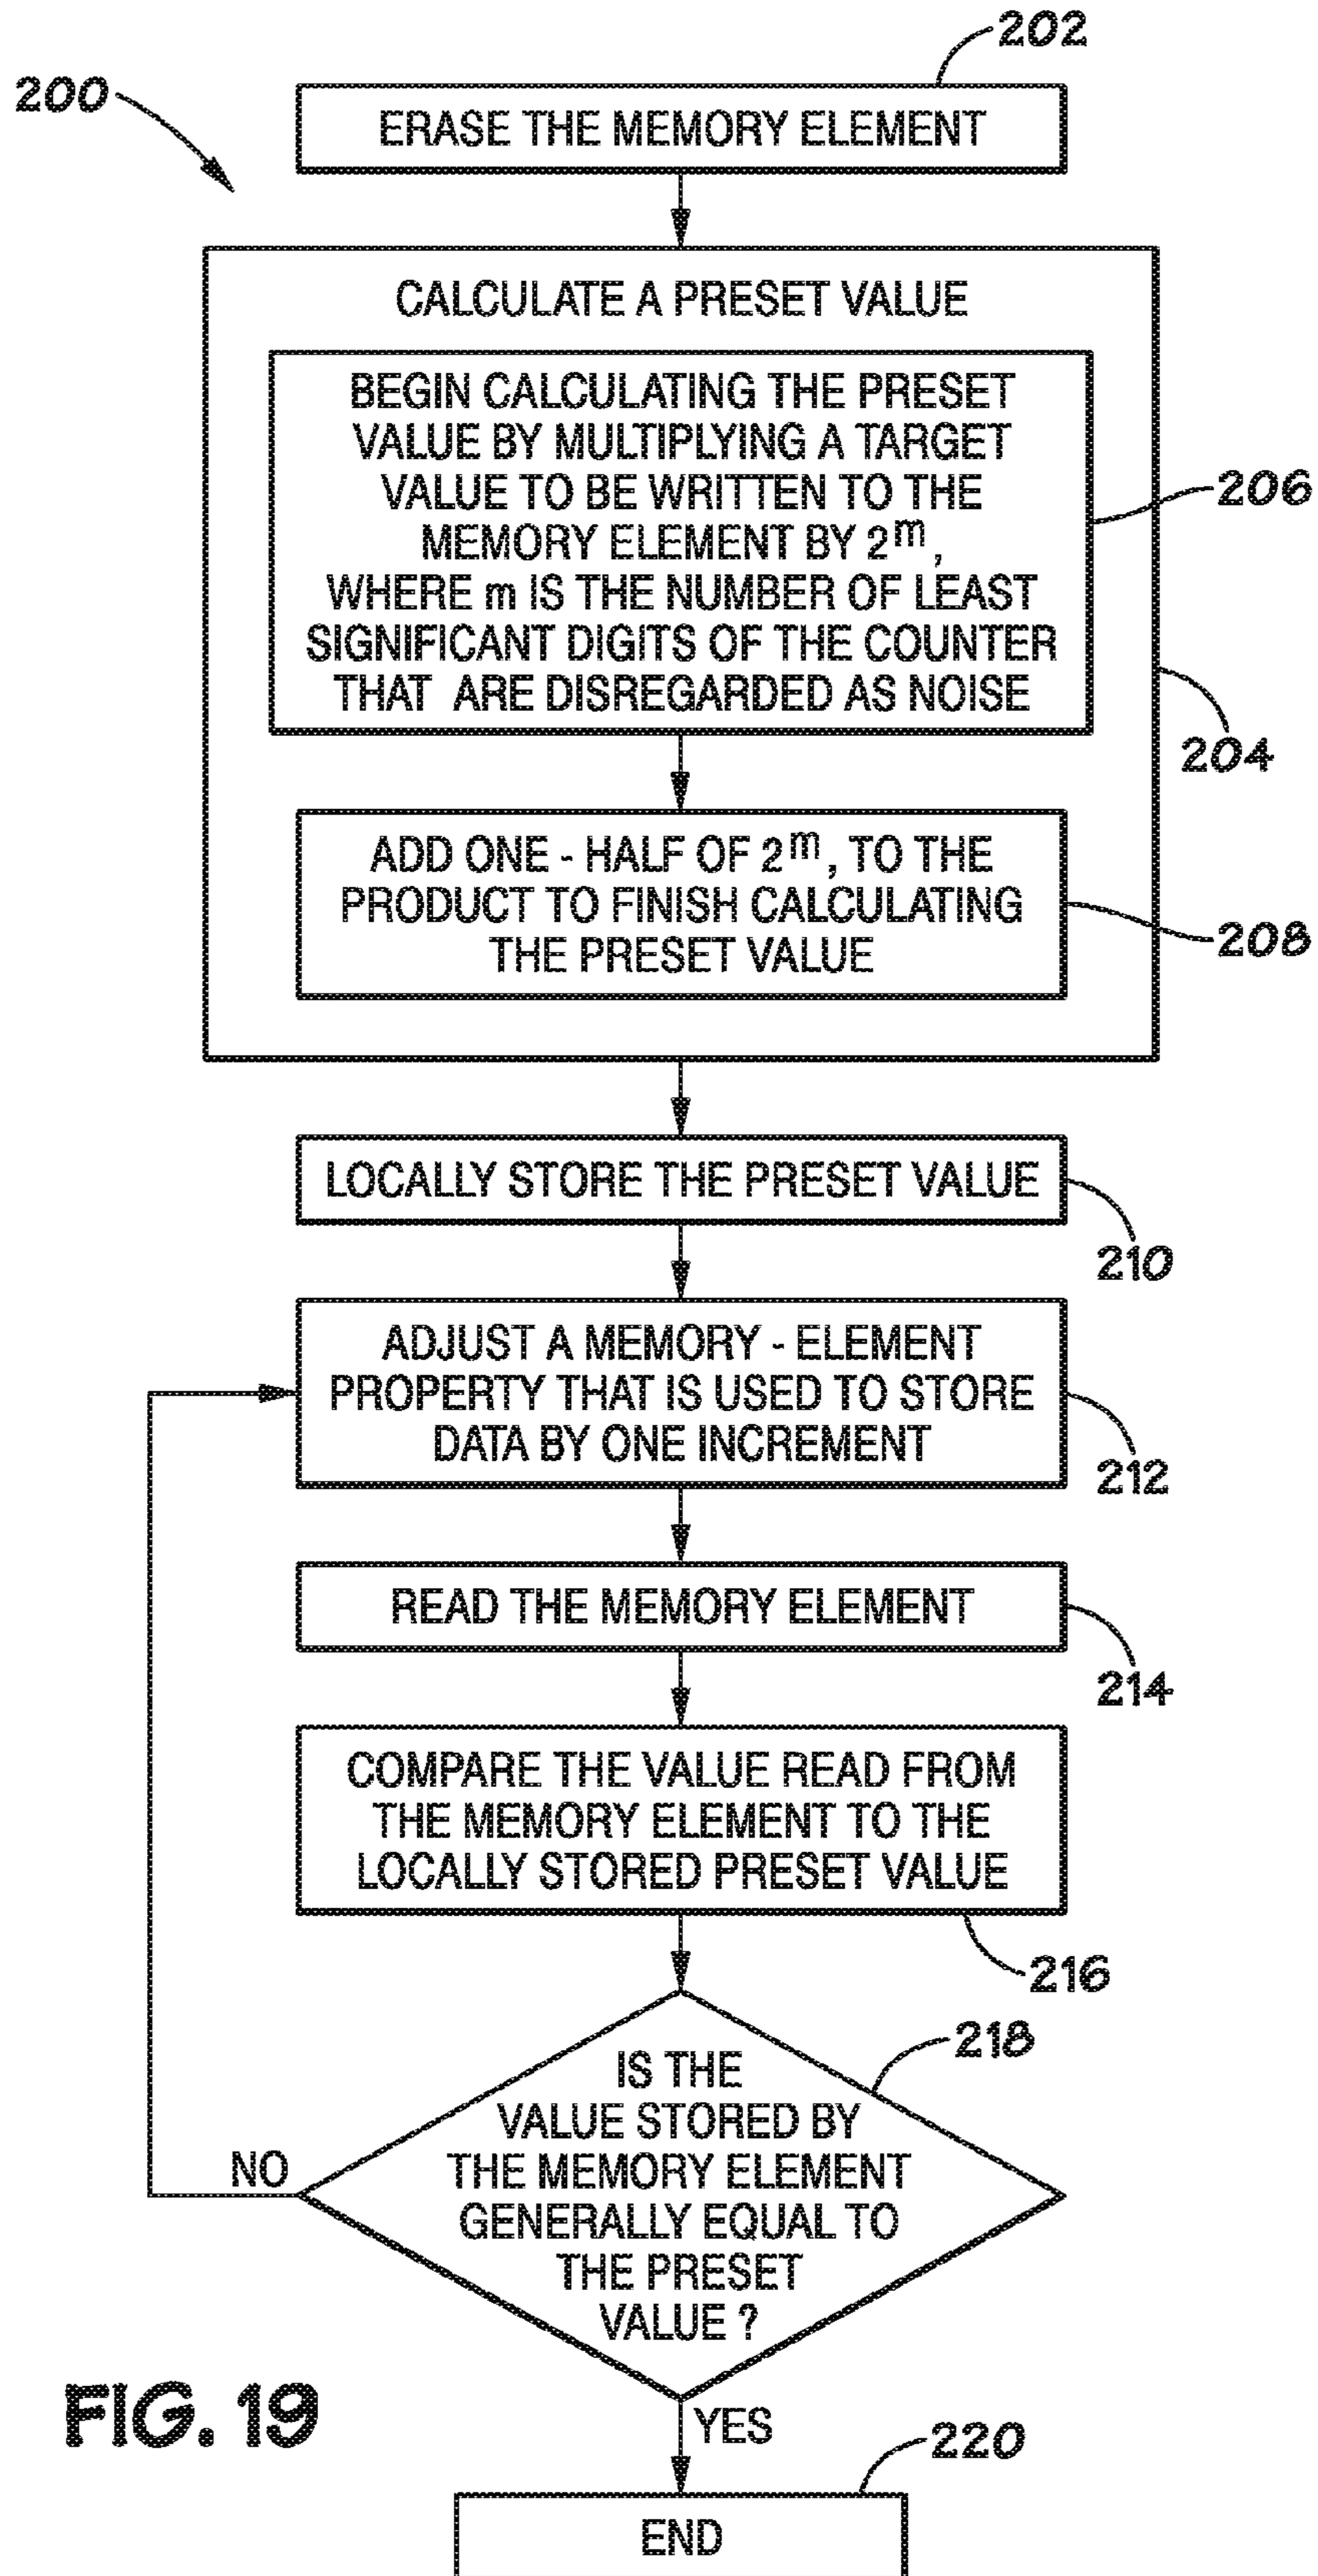 202
200
ERASE THE MEMORY ELEMENT
CALCULATE A PRESET VALUE
BEGIN CALCULATING THE PRESET
VALUE BY MULTIPLYING A TARGET
VALUE TO BE WRITTEN TO THE
MEMORY ELEMENT BY 2^m,
WHERE m IS THE NUMBER OF LEAST
SIGNIFICANT DIGITS OF THE COUNTER
THAT ARE DISREGARDED AS NOISE
206
204
ADD ONE - HALF OF 2^m, TO THE
PRODUCT TO FINISH CALCULATING
THE PRESET VALUE
208
LOCALLY STORE THE PRESET VALUE
210
ADJUST A MEMORY - ELEMENT
PROPERTY THAT IS USED TO STORE
DATA BY ONE INCREMENT
212
READ THE MEMORY ELEMENT
214
COMPARE THE VALUE READ FROM
THE MEMORY ELEMENT TO THE
LOCALLY STORED PRESET VALUE
216
218
IS THE
VALUE STORED BY
THE MEMORY ELEMENT
GENERALLY EQUAL TO
THE PRESET
VALUE ?
NO
YES
FIG. 19
220
END